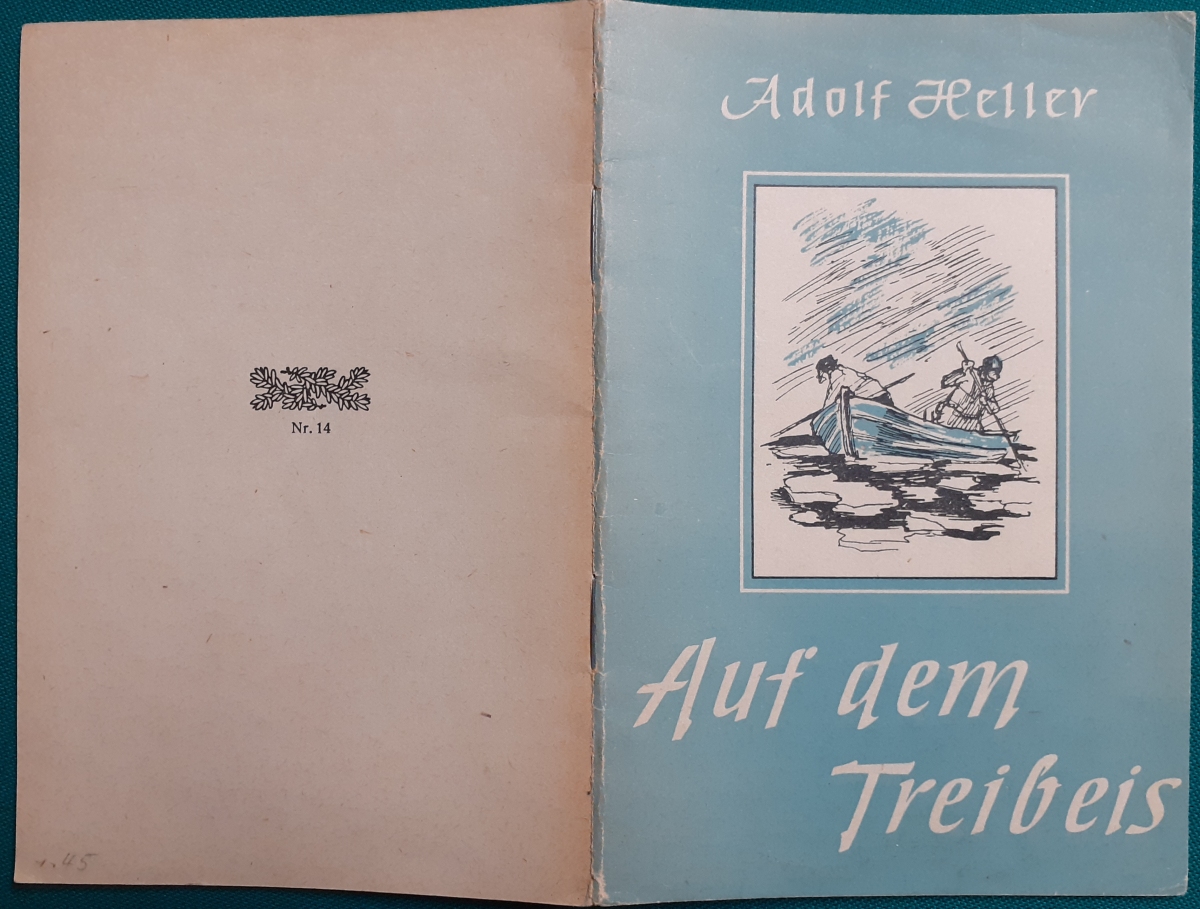 Adolf Heller
Auf dem
Treibeis
Nr. 14